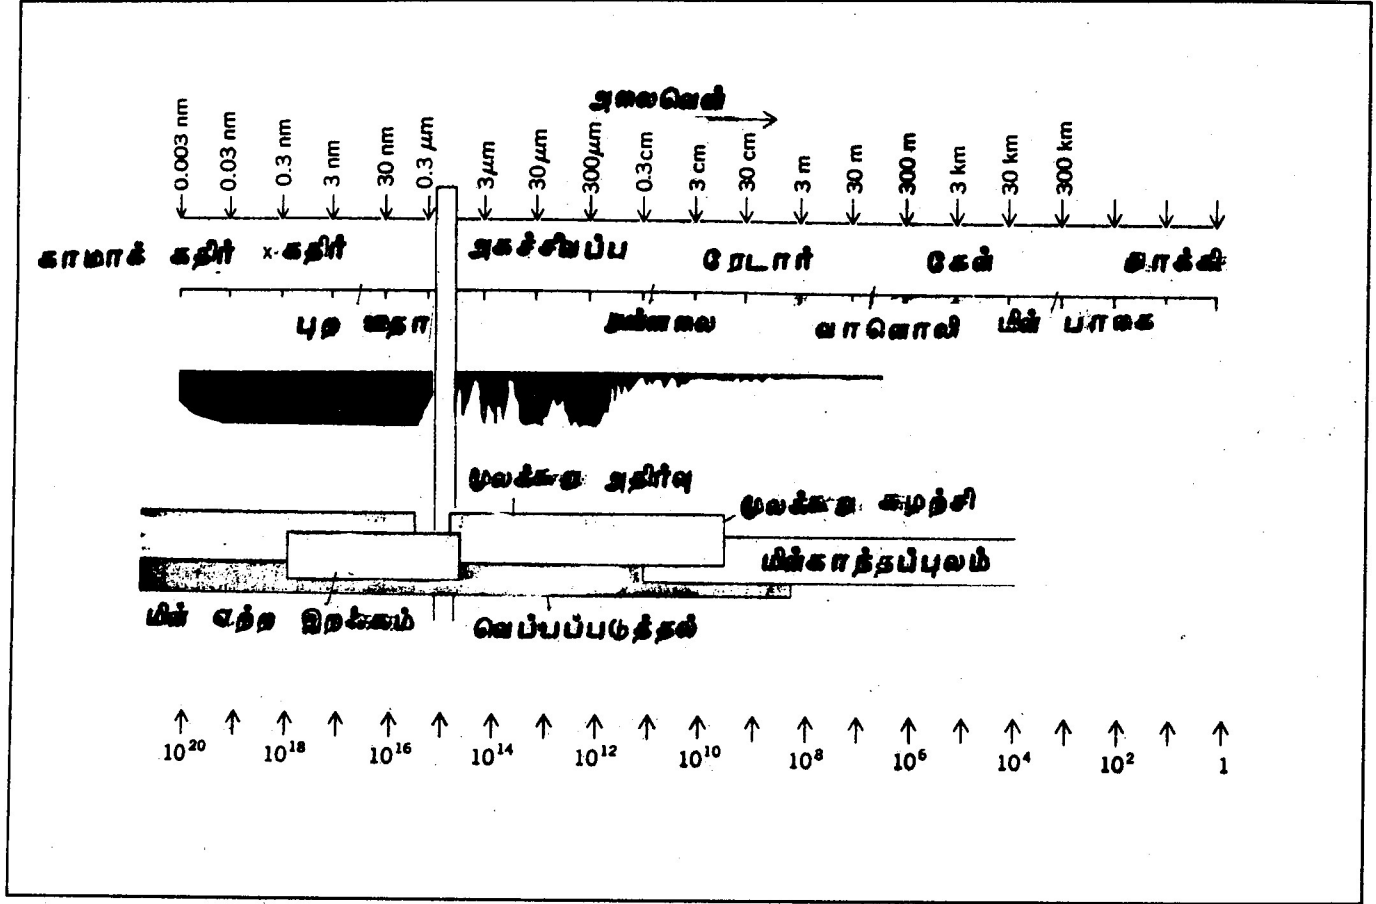 அலைவெண்
0.003 nm 0.03 nm 0.3 nm 3 nm 30 nm 0.3 μm 3μm 30μm 300μm 0.3cm 3 cm 30 cm 3 m 30 m 300 m 3 km 30 km 300 km
காமாக் கதிர் x-கதிர் அகச்சிவப்பு ரேடார் கேள் தாக்கி
புற ஊதா நுண்ணலை வானொலி மின் பாதை
மூலக்கூறு அதிர்வு
மூலக்கூறு சுழற்சி
மின்காந்தப்புலம்
மின் ஏற்ற இறக்கம் வெப்பப்படுத்தல்
10²⁰ 10¹⁸ 10¹⁶ 10¹⁴ 10¹² 10¹⁰ 10⁸ 10⁶ 10⁴ 10² 1